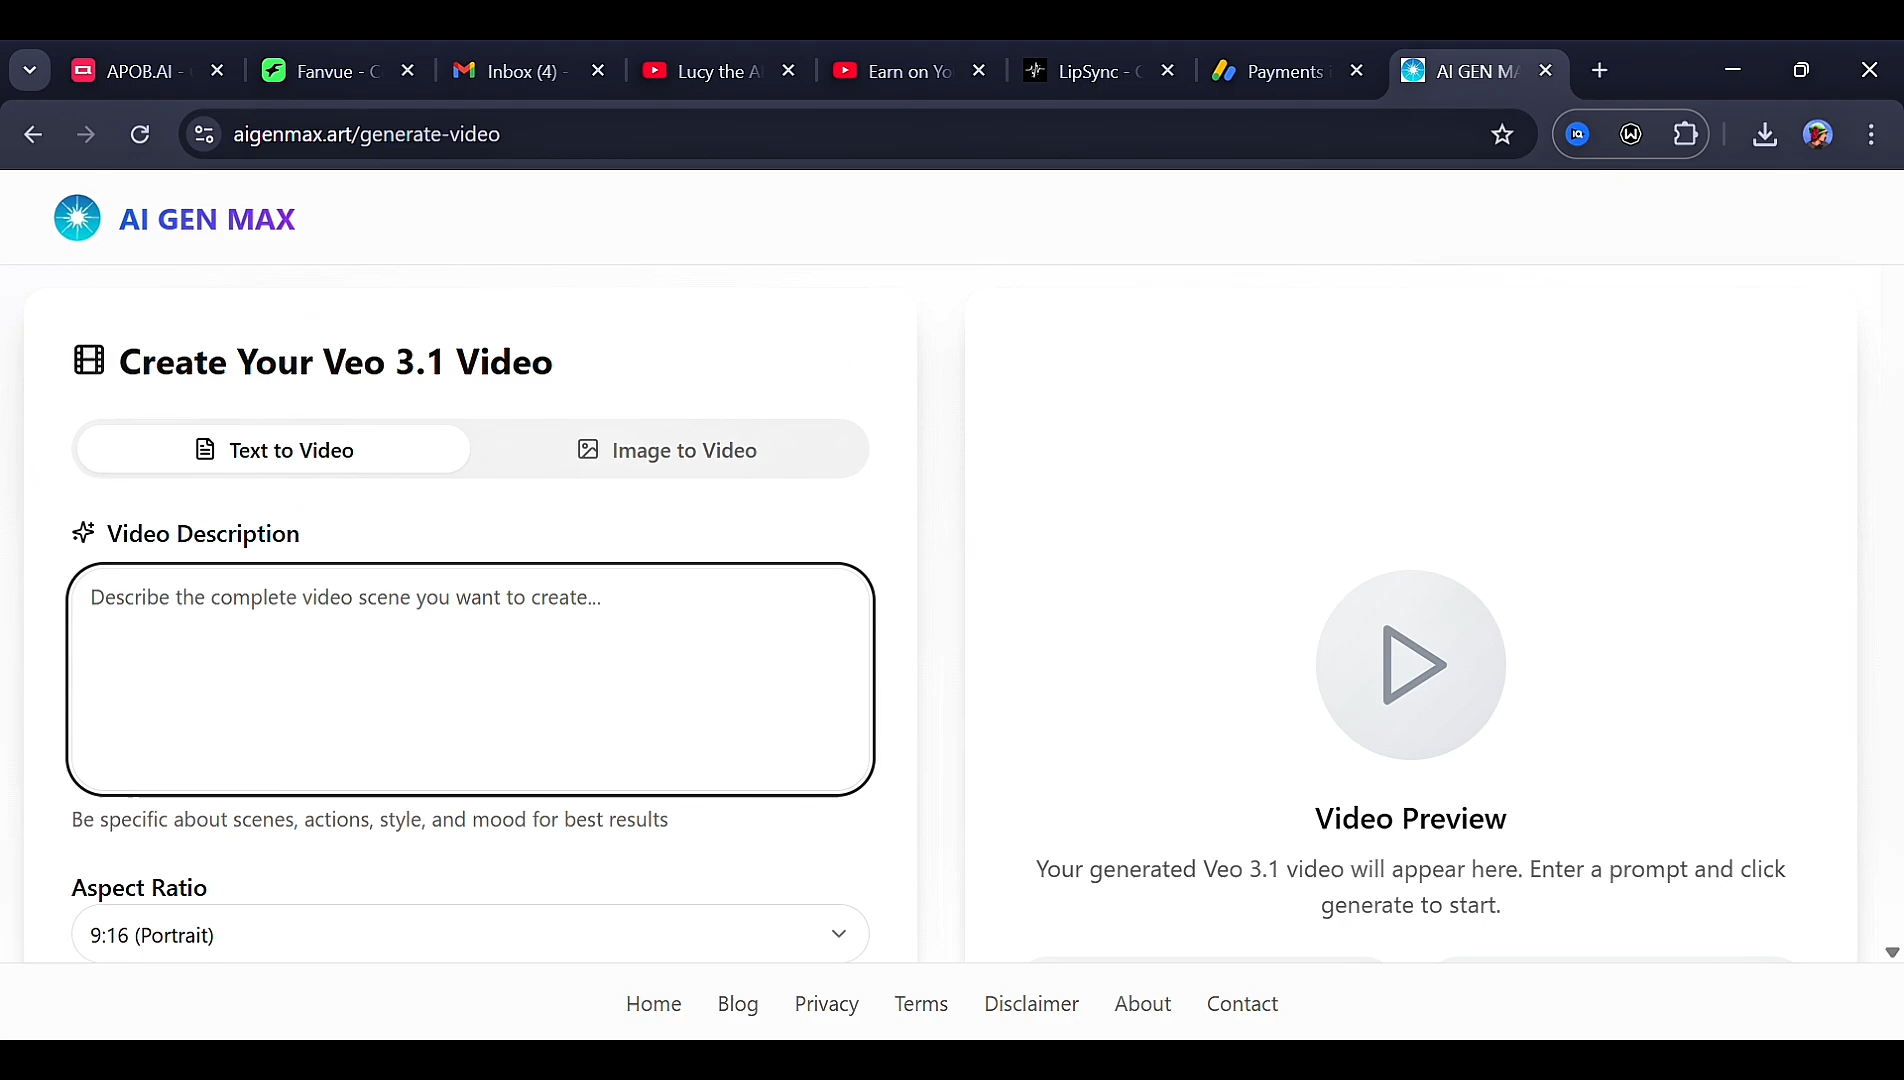 APOB.AI -
Fanvue - C
Inbox (4) -
Lucy the A
Earn on Yo
LipSync - C
Payments i
AI GEN MA
aigenmax.art/generate-video
AI GEN MAX
Create Your Veo 3.1 Video
Text to Video
Image to Video
Video Description
Describe the complete video scene you want to create...
Be specific about scenes, actions, style, and mood for best results
Aspect Ratio
9:16 (Portrait)
Video Preview
Your generated Veo 3.1 video will appear here. Enter a prompt and click
generate to start.
Home Blog Privacy Terms Disclaimer About Contact